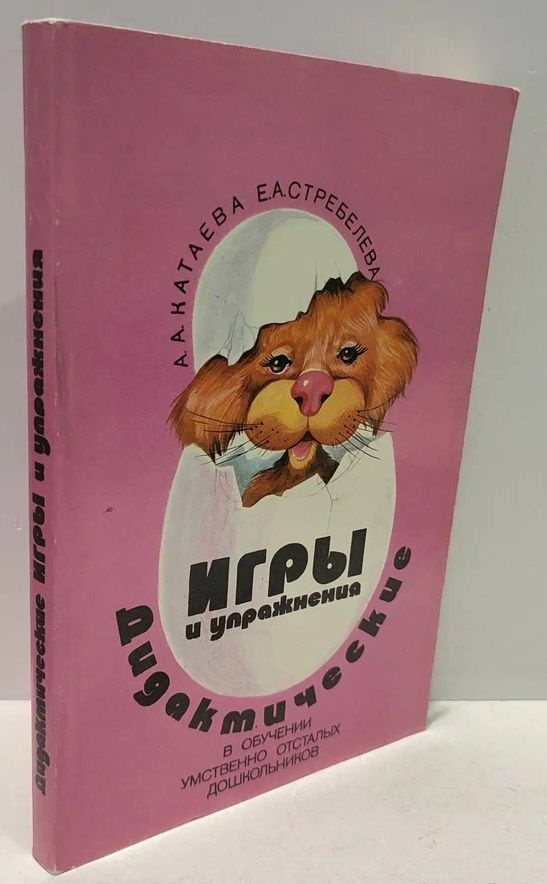 А.А.КАТАЕВА Е.А.СТРЕБЕЛЕВА
ИГРЫ
и упражнения
Дидактические
В ОБУЧЕНИИ
УМСТВЕННО ОТСТАЛЫХ
ДОШКОЛЬНИКОВ
Дидактические ИГРЫ и упражнения